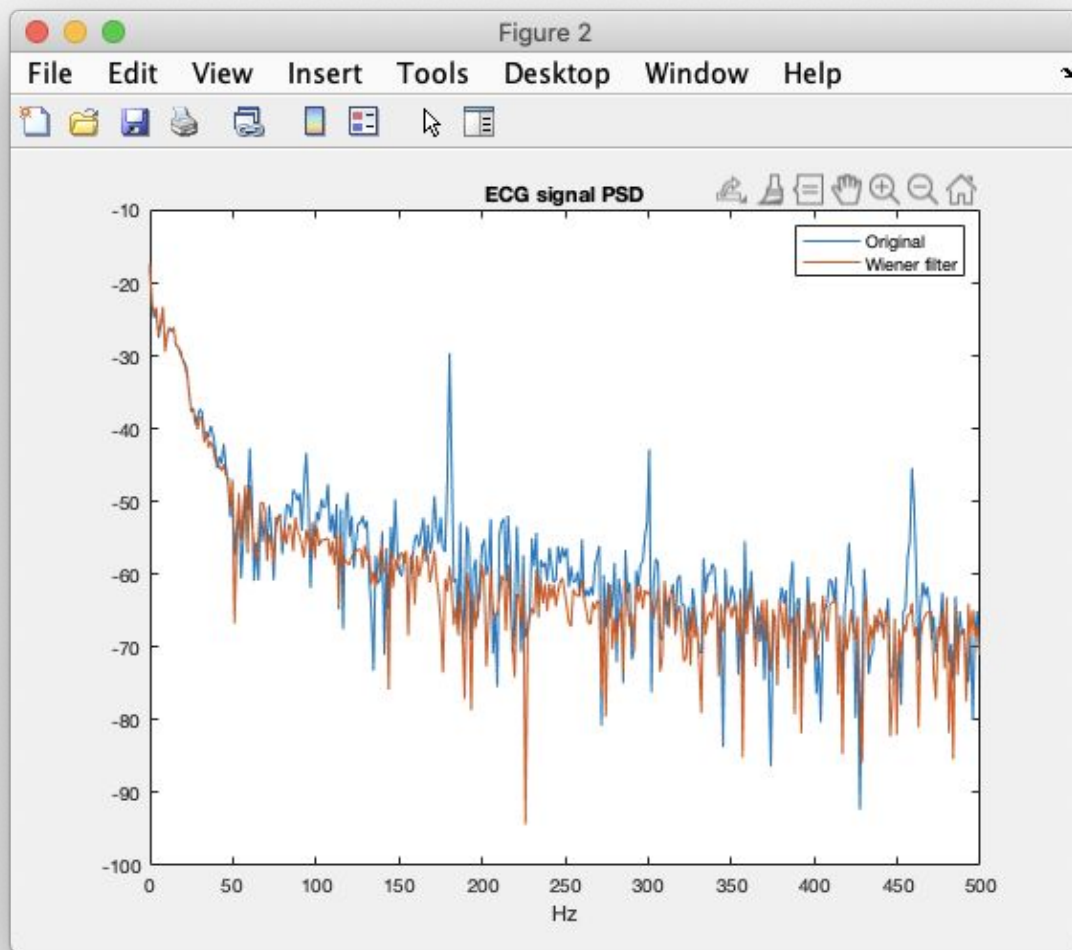 Figure 2
File Edit View Insert Tools Desktop Window Help
ECG signal PSD
Original
Wiener filter
-10
-20
-30
-40
-50
-60
-70
-80
-90
-100
0 50 100 150 200 250 300 350 400 450 500
Hz